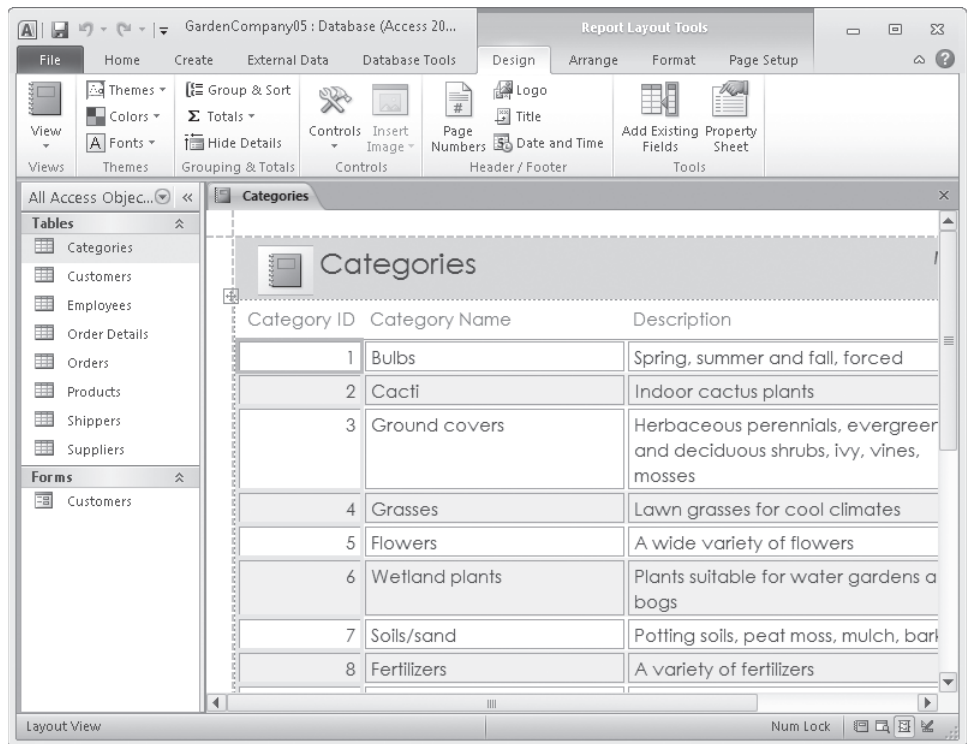 GardenCompany05 : Database (Access 20...
Report Layout Tools
File Home Create External Data Database Tools Design Arrange Format Page Setup
View
Views
Themes
Colors
Fonts
Themes
Group & Sort
Σ Totals
Hide Details
Grouping & Totals
Controls
Insert Image
Controls
Page Numbers
Logo
Title
Date and Time
Header / Footer
Add Existing Fields
Property Sheet
Tools
All Access Objec...
Tables
Categories
Customers
Employees
Order Details
Orders
Products
Shippers
Suppliers
Forms
Customers
Categories
Categories
Category ID Category Name Description
1 Bulbs Spring, summer and fall, forced
2 Cacti Indoor cactus plants
3 Ground covers Herbaceous perennials, evergreen
and deciduous shrubs, ivy, vines,
mosses
4 Grasses Lawn grasses for cool climates
5 Flowers A wide variety of flowers
6 Wetland plants Plants suitable for water gardens a
bogs
7 Soils/sand Potting soils, peat moss, mulch, bark
8 Fertilizers A variety of fertilizers
Layout View
Num Lock